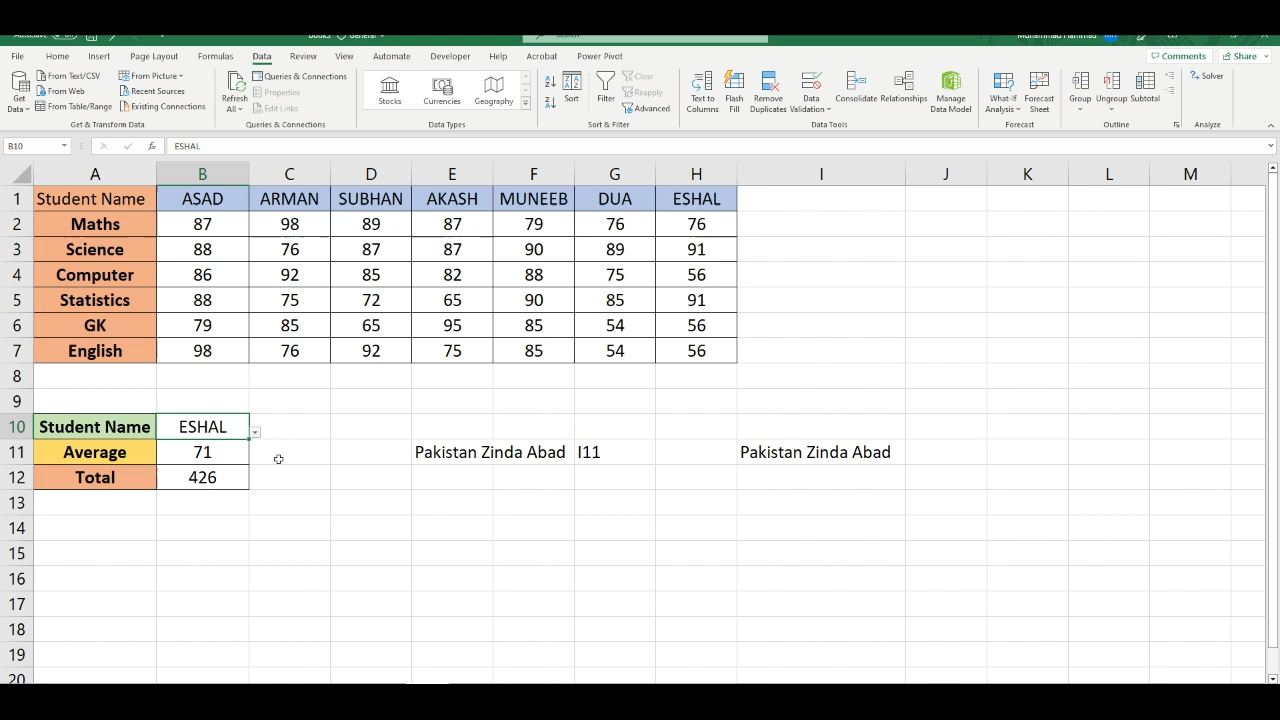 Muhammad Hammad
File Home Insert Page Layout Formulas Data Review View Automate Developer Help Acrobat Power Pivot Comments Share
Get Data
From Text/CSV
From Web
From Table/Range
From Picture
Recent Sources
Existing Connections
Get & Transform Data
Refresh All
Queries & Connections
Properties
Edit Links
Queries & Connections
Stocks Currencies Geography
Data Types
Sort
Filter
Clear
Reapply
Advanced
Sort & Filter
Text to Columns
Flash Fill
Remove Duplicates
Data Validation
Consolidate
Relationships
Manage Data Model
Data Tools
What-If Analysis
Forecast Sheet
Forecast
Group
Ungroup
Subtotal
Outline
Solver
Analyze
B10 fx ESHAL
A B C D E F G H I J K L M
1 Student Name ASAD ARMAN SUBHAN AKASH MUNEEB DUA ESHAL
2 Maths 87 98 89 87 79 76 76
3 Science 88 76 87 87 90 89 91
4 Computer 86 92 85 82 88 75 56
5 Statistics 88 75 72 65 90 85 91
6 GK 79 85 65 95 85 54 56
7 English 98 76 92 75 85 54 56
8
9
10 Student Name ESHAL
11 Average 71 Pakistan Zinda Abad I11 Pakistan Zinda Abad
12 Total 426
13
14
15
16
17
18
19
20